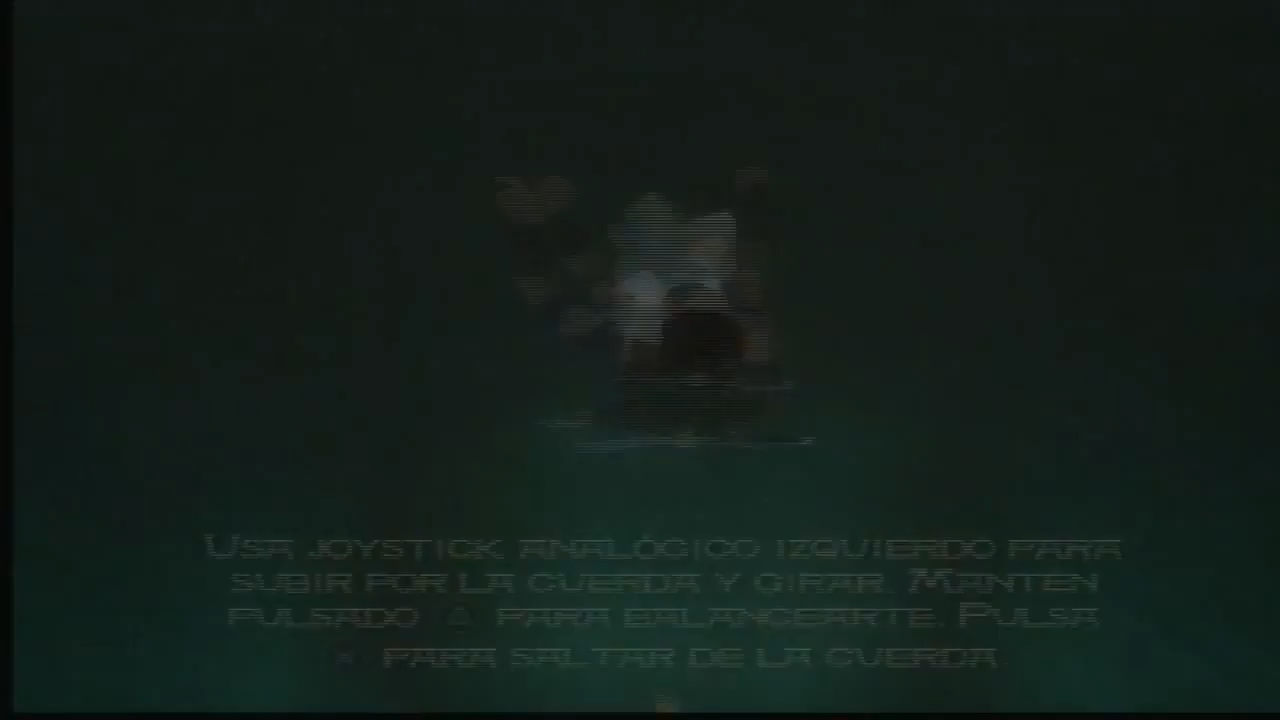 Usa joystick analógico izquierdo para
subir por la cuerda y girar. Mantén
pulsado △ para balancearte. Pulsa
× para saltar de la cuerda